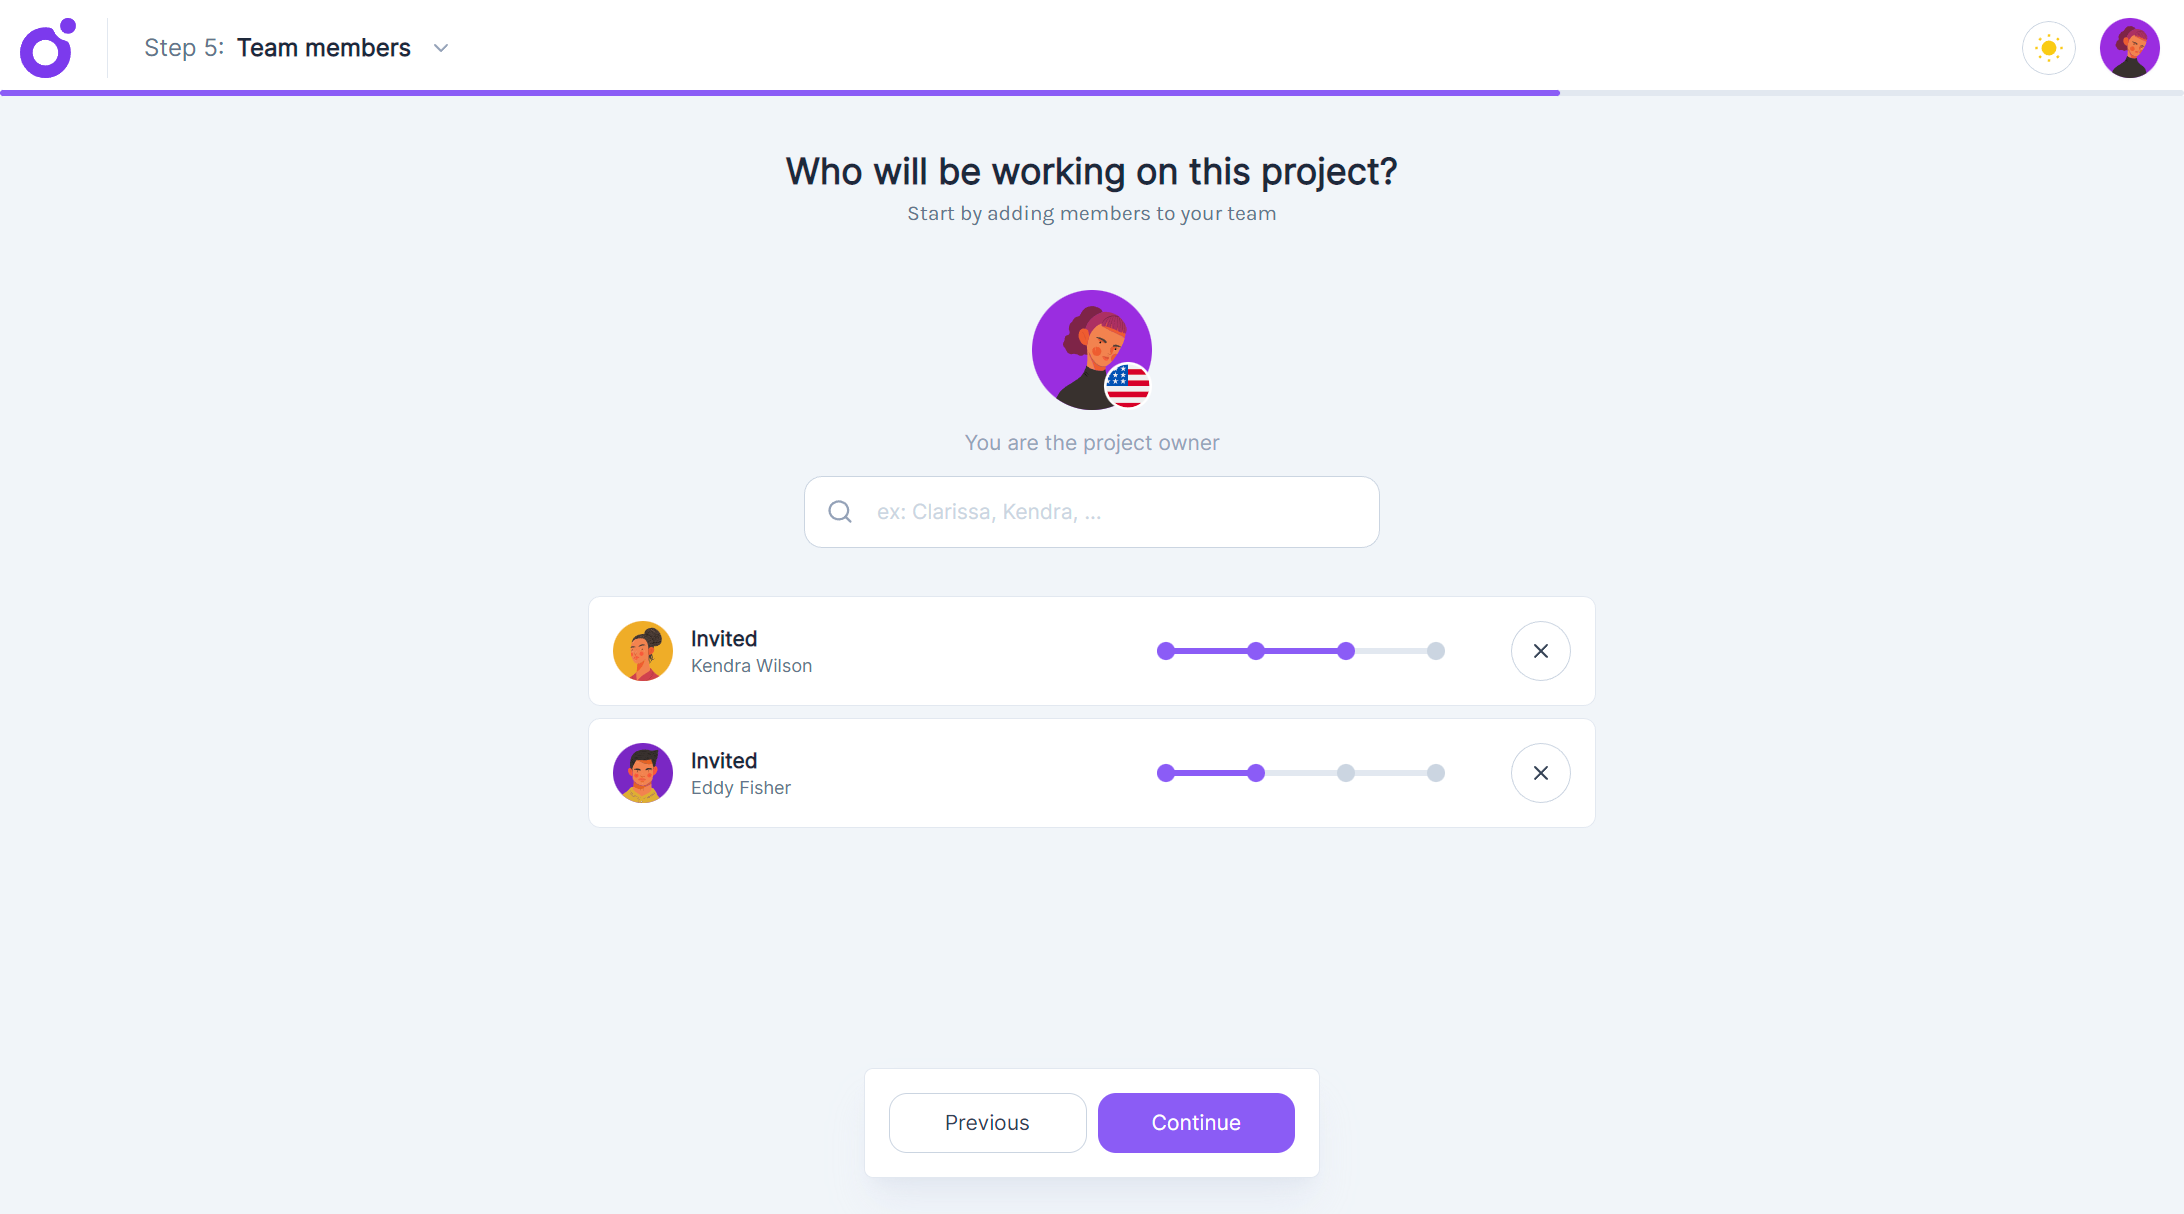 Step 5: Team members
Who will be working on this project?
Start by adding members to your team
You are the project owner
ex: Clarissa, Kendra, ...
Invited
Kendra Wilson
Invited
Eddy Fisher
Previous
Continue